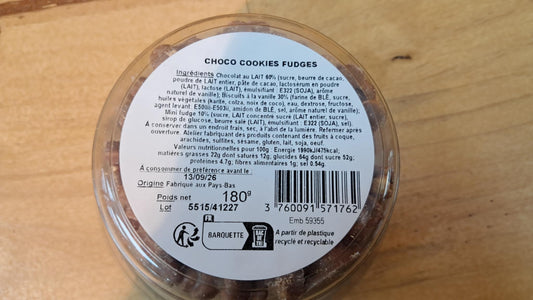 CHOCO COOKIES FUDGES
Ingrédients Chocolat au LAIT 60% (sucre, beurre de cacao,
poudre de LAIT entier, pâte de cacao, lactosérum en poudre
(LAIT), lactose (LAIT), émulsifiant : E322 (SOJA), arôme
naturel de vanille); Biscuits à la vanille 30% (farine de BLE, sucre,
huiles végétales (karité, colza, noix de coco), eau, dextrose, fructose,
agent levant: E500ii-E503ii, amidon de BLE, sel, arôme naturel de vanille);
Mini fudge 10% (sucre, LAIT concentré sucré (LAIT entier, sucre),
sirop de glucose, beurre salé (LAIT), émulsifiant : E322 (SOJA), sel).
A conserver dans un endroit frais, sec, à l'abri de la lumière. Refermer après
ouverture. Atelier fabriquant des produits contenant des fruits à coque,
arachides, sulfites, sésame, gluten, lait, soja, oeuf.
Valeurs nutritionnelles pour 100g : Energie 1990kJ/475kcal;
matières grasses 22g dont saturés 12g; glucides 64g dont sucre 52g;
protéines 4.7g; fibres alimentaires 1g; sel 0.54g.
A consommer de préférence avant le :
13/09/26
Origine Fabriqué aux Pays-Bas
Poids net 180g
Lot 5515/41227
3 760091 571762
Emb 59355
FR
BARQUETTE
BAC DE TRI
A partir de plastique
recyclé et recyclable